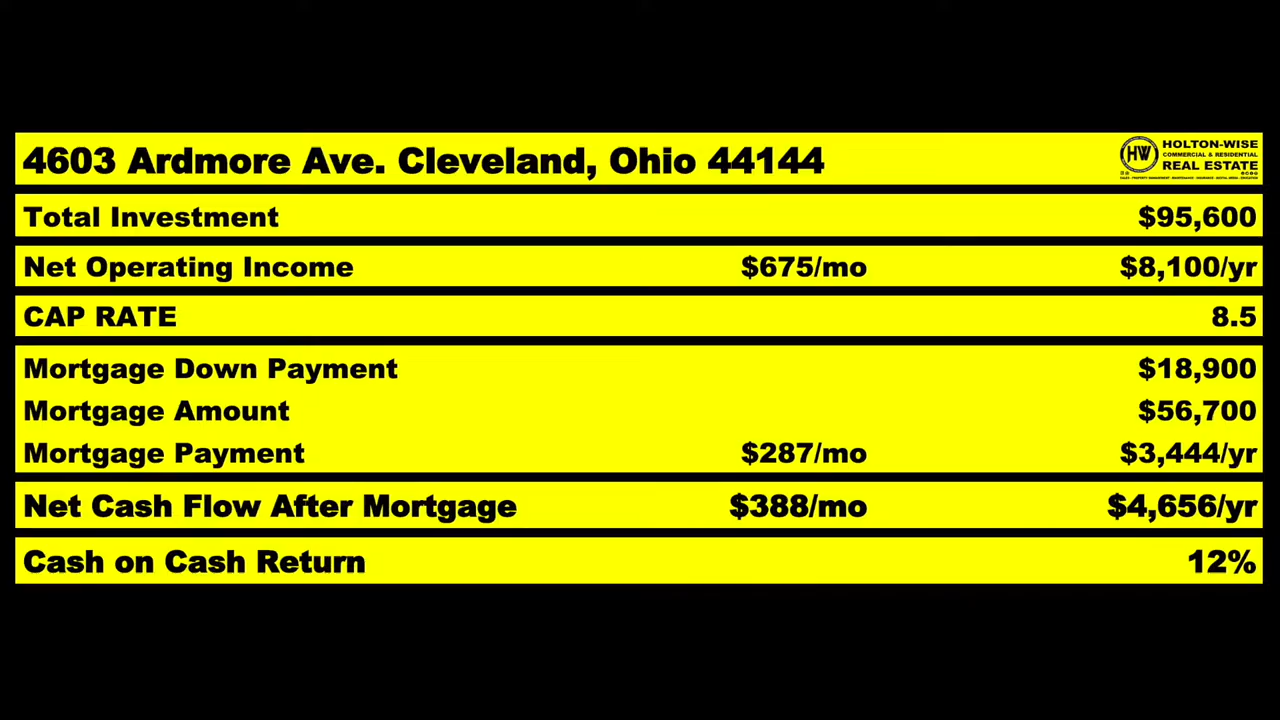 4603 Ardmore Ave. Cleveland, Ohio 44144
HW
HOLTON-WISE
COMMERCIAL & RESIDENTIAL
REAL ESTATE
Total Investment $95,600
Net Operating Income $675/mo $8,100/yr
CAP RATE 8.5
Mortgage Down Payment $18,900
Mortgage Amount $56,700
Mortgage Payment $287/mo $3,444/yr
Net Cash Flow After Mortgage $388/mo $4,656/yr
Cash on Cash Return 12%